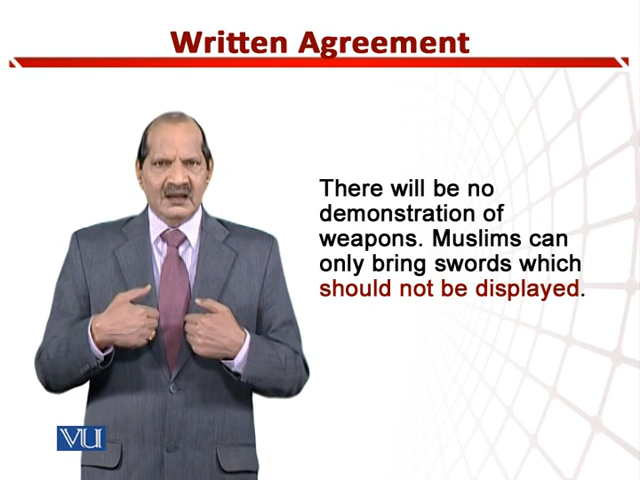 Written Agreement
There will be no
demonstration of
weapons. Muslims can
only bring swords which
should not be displayed.
VU